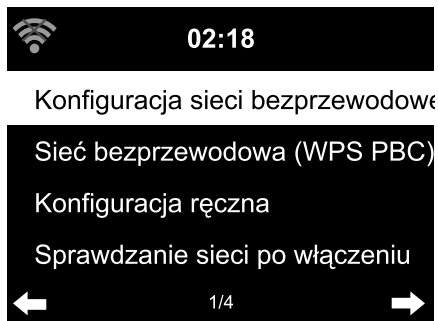 02:18
Konfiguracja sieci bezprzewodowe
Sieć bezprzewodowa (WPS PBC)
Konfiguracja ręczna
Sprawdzanie sieci po włączeniu
1/4